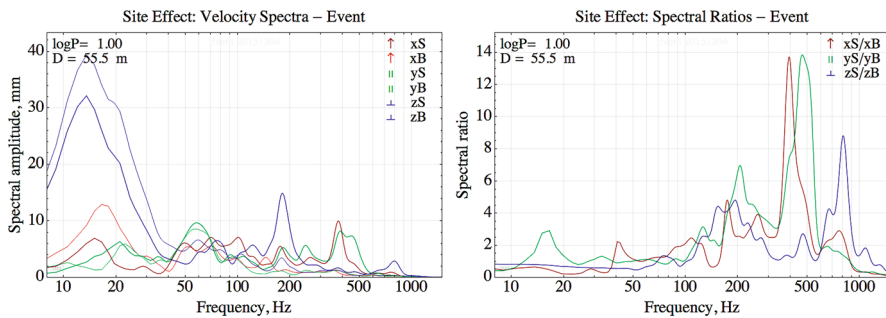 Site Effect: Velocity Spectra – Event
logP= 1.00
D = 55.5 m
↑ xS
↑ xB
|| yS
|| yB
⊥ zS
⊥ zB
40
30
20
10
0
Spectral amplitude, mm
10 20 50 100 200 500 1000
Frequency, Hz
Site Effect: Spectral Ratios – Event
logP= 1.00
D = 55.5 m
↑ xS/xB
|| yS/yB
⊥ zS/zB
14
12
10
8
6
4
2
0
Spectral ratio
10 20 50 100 200 500 1000
Frequency, Hz